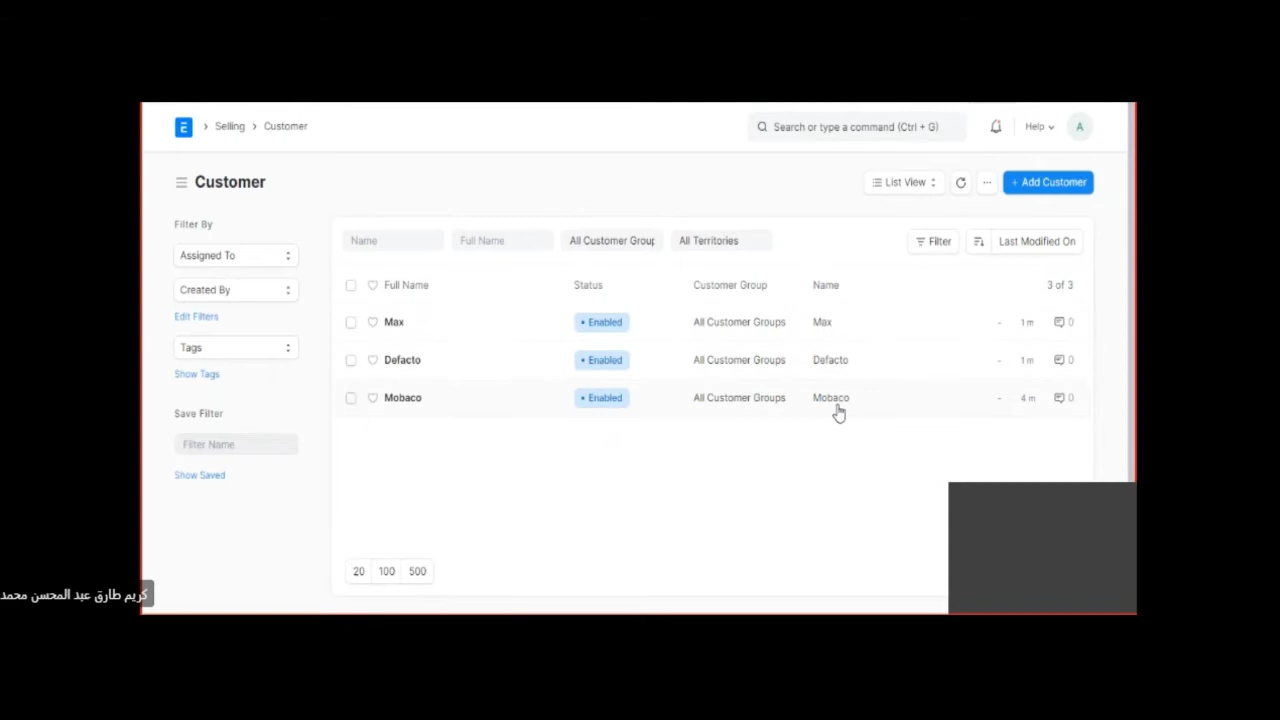 Selling > Customer
Search or type a command (Ctrl + G)
Help
A
Customer
List View
...
+ Add Customer
Filter By
Assigned To
Created By
Edit Filters
Tags
Show Tags
Save Filter
Filter Name
Show Saved
Name
Full Name
All Customer Group
All Territories
Filter
Last Modified On
Full Name Status Customer Group Name 3 of 3
Max Enabled All Customer Groups Max - 1 m 0
Defacto Enabled All Customer Groups Defacto - 1 m 0
Mobaco Enabled All Customer Groups Mobaco - 4 m 0
20 100 500
كريم طارق عبد المحسن محمد